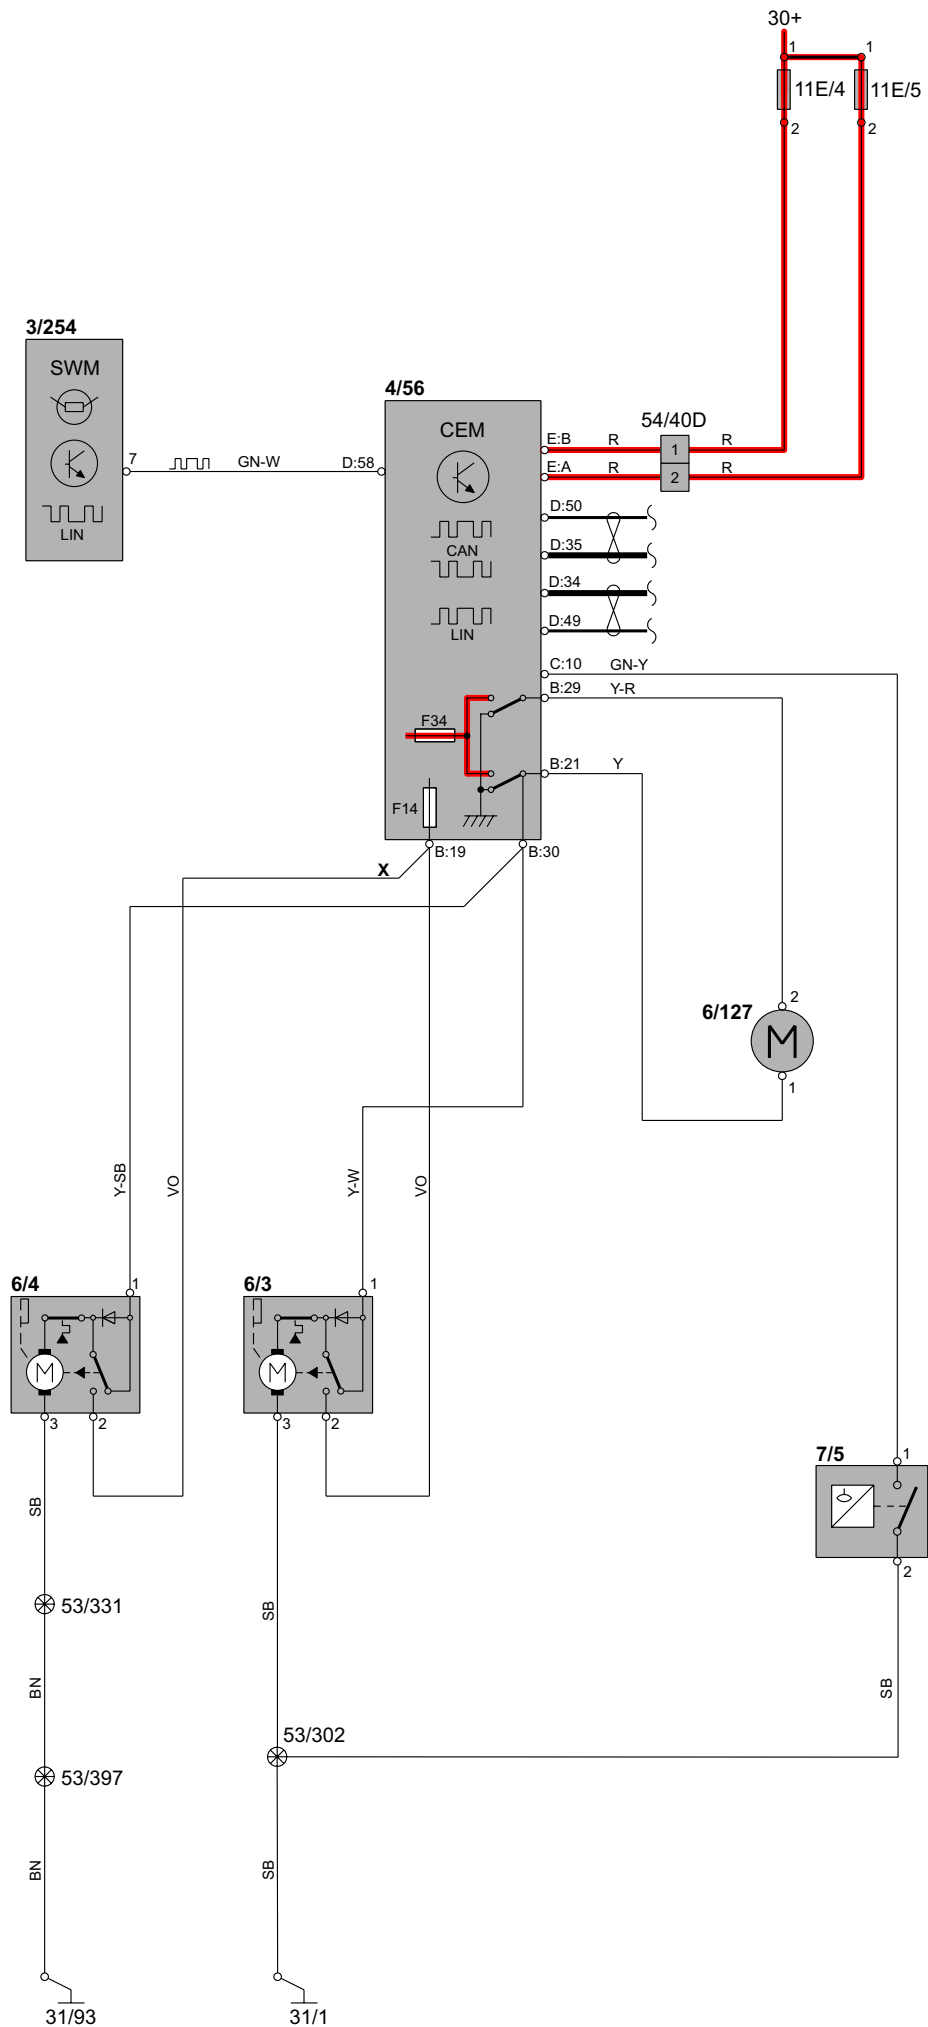 30+
1
1
11E/4
11E/5
2
2
3/254
SWM
4/56
CEM
54/40D
E:B
R
1
R
7
GN-W
D:58
E:A
R
2
R
LIN
D:50
CAN
D:35
D:34
LIN
D:49
C:10
GN-Y
B:29
Y-R
F34
B:21
Y
F14
B:19
B:30
X
2
6/127
M
1
Y-SB
VO
Y-W
VO
6/4
1
6/3
1
M
M
3
2
3
2
7/5
1
2
SB
53/331
SB
BN
SB
53/302
53/397
BN
SB
31/93
31/1